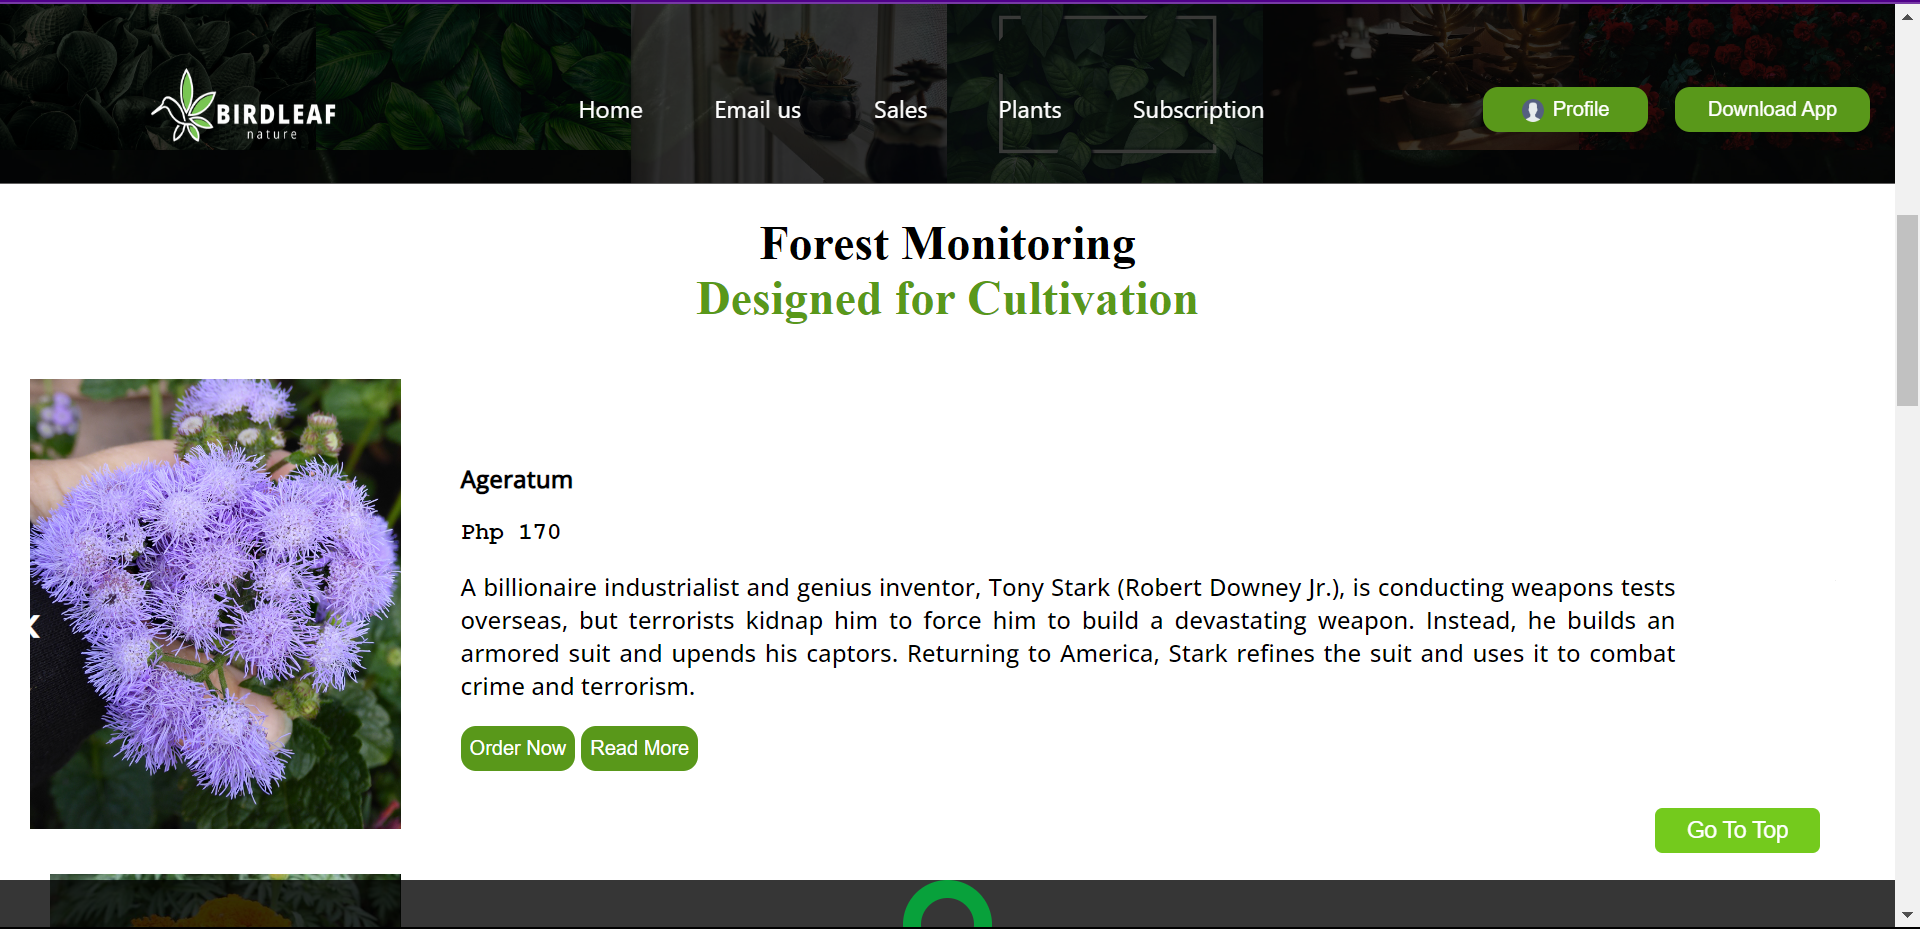 BIRDLEAF
nature
Home Email us Sales Plants Subscription Profile Download App
Forest Monitoring
Designed for Cultivation
Ageratum
Php 170
A billionaire industrialist and genius inventor, Tony Stark (Robert Downey Jr.), is conducting weapons tests
overseas, but terrorists kidnap him to force him to build a devastating weapon. Instead, he builds an
armored suit and upends his captors. Returning to America, Stark refines the suit and uses it to combat
crime and terrorism.
Order Now Read More
Go To Top